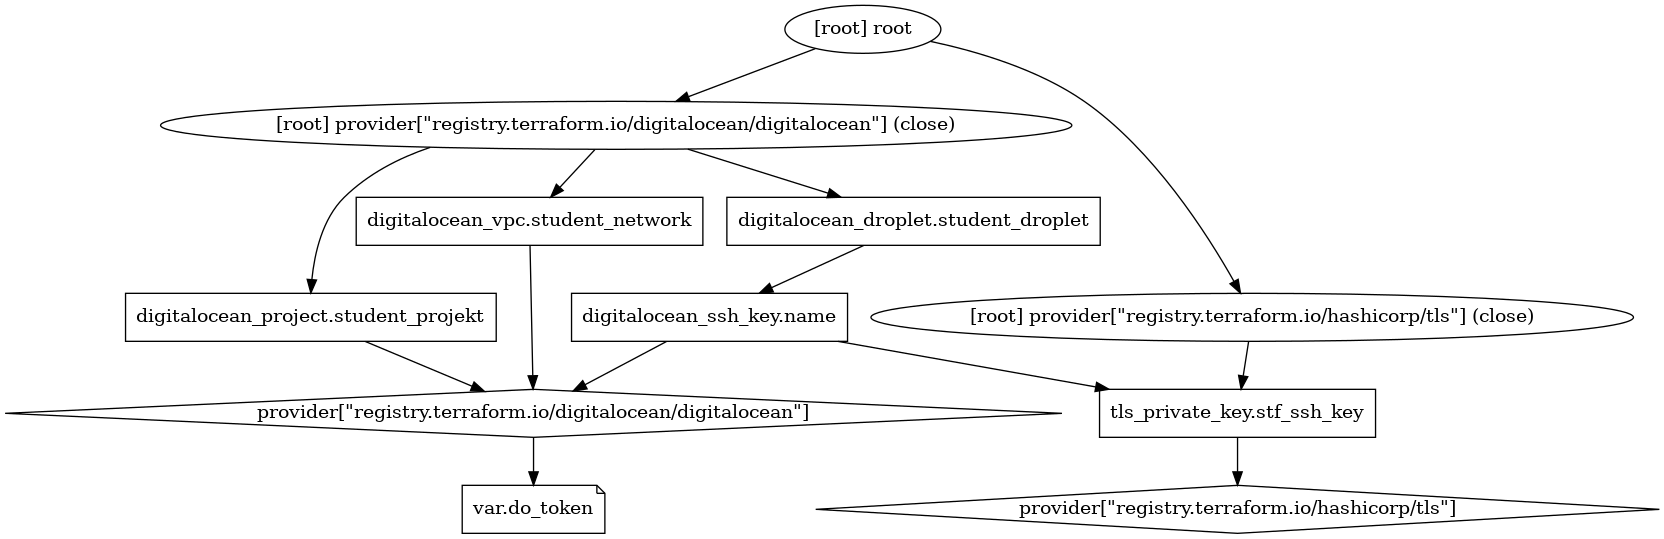 [root] root
[root] provider["registry.terraform.io/digitalocean/digitalocean"] (close)
digitalocean_vpc.student_network
digitalocean_droplet.student_droplet
digitalocean_project.student_projekt
digitalocean_ssh_key.name
[root] provider["registry.terraform.io/hashicorp/tls"] (close)
provider["registry.terraform.io/digitalocean/digitalocean"]
tls_private_key.stf_ssh_key
var.do_token
provider["registry.terraform.io/hashicorp/tls"]